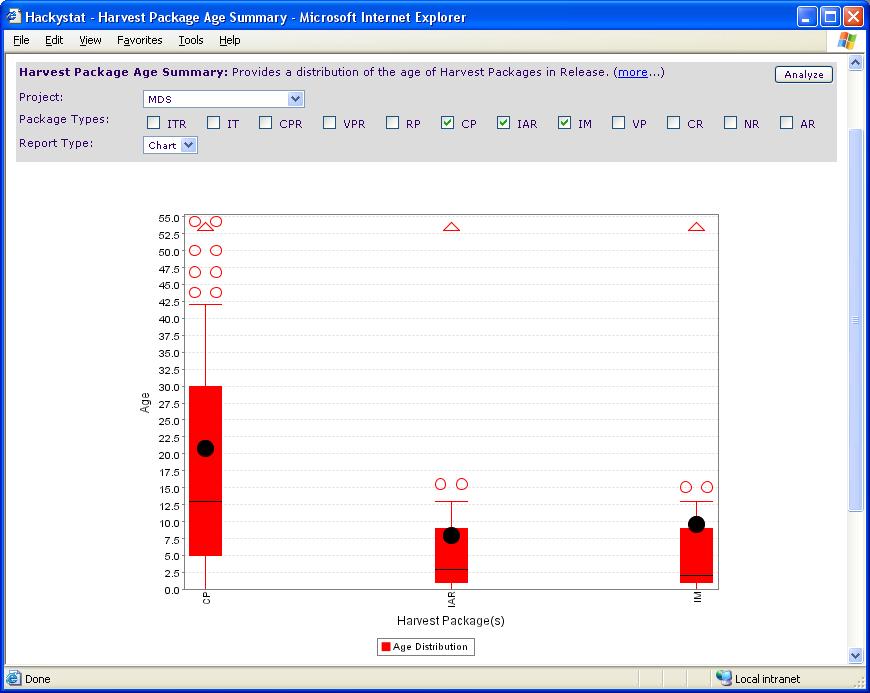 Hackystat - Harvest Package Age Summary - Microsoft Internet Explorer
File Edit View Favorites Tools Help
Harvest Package Age Summary: Provides a distribution of the age of Harvest Packages in Release. (more...)
Analyze
Project: MDS
Package Types: ITR IT CPR VPR RP CP IAR IM VP CR NR AR
Report Type: Chart
55.0
52.5
50.0
47.5
45.0
42.5
40.0
37.5
35.0
32.5
30.0
27.5
25.0
22.5
20.0
17.5
15.0
12.5
10.0
7.5
5.0
2.5
0.0
Age
CP IAR IM
Harvest Package(s)
Age Distribution
Done Local intranet